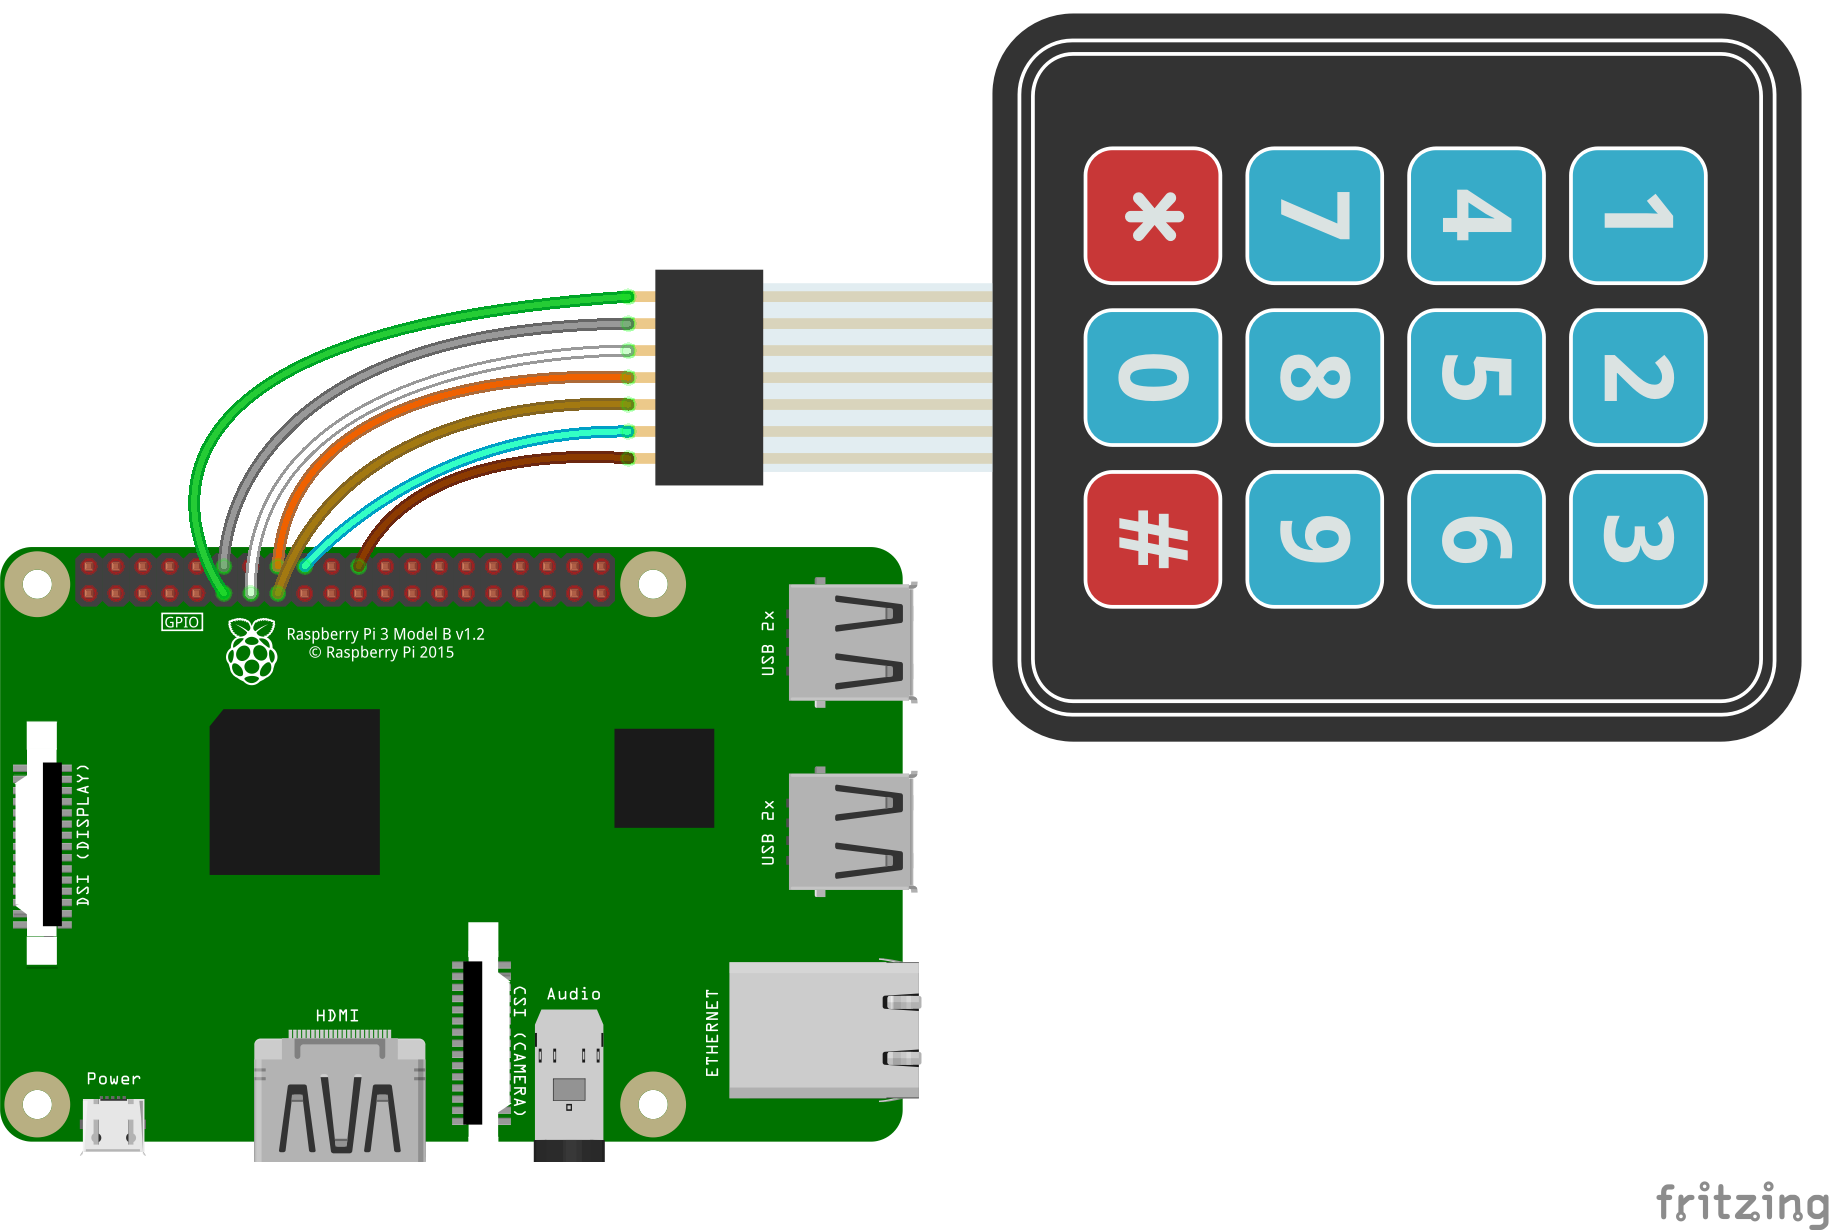 * 7 4 1
0 8 5 2
# 9 6 3
GPIO
Raspberry Pi 3 Model B v1.2
© Raspberry Pi 2015
USB 2x
DSI (DISPLAY)
USB 2x
HDMI
CSI (CAMERA)
Audio
ETHERNET
Power
fritzing